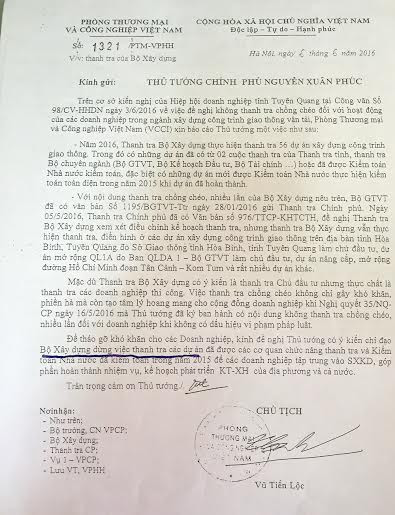 PHÒNG THƯƠNG MẠI
VÀ CÔNG NGHIỆP VIỆT NAM
CỘNG HÒA XÃ HỘI CHỦ NGHĨA VIỆT NAM
Độc lập - Tự do - Hạnh phúc
Số: 1321 /PTM-VPHH
V/v: thanh tra của Bộ Xây dựng
Hà Nội, ngày 6 tháng 6 năm 2016
Kính gửi: THỦ TƯỚNG CHÍNH PHỦ NGUYỄN XUÂN PHÚC
Trên cơ sở kiến nghị của Hiệp hội doanh nghiệp tỉnh Tuyên Quang tại Công văn Số
98/CV-HHDN ngày 3/6/2016 về việc đề nghị không thanh tra chồng chéo đối với hoạt động
của các doanh nghiệp trong ngành xây dựng công trình giao thông vận tải, Phòng Thương mại
và Công nghiệp Việt Nam (VCCI) xin báo cáo Thủ tướng một việc như sau:
- Năm 2016, Thanh tra Bộ Xây dựng thực hiện thanh tra 56 dự án xây dựng công trình
giao thông. Trong đó có những dự án đã có từ 02 cuộc thanh tra của Thanh tra tỉnh, thanh tra
Bộ chuyên ngành (Bộ GTVT, Bộ Kế hoạch Đầu tư, Bộ Tài chính…) hoặc đã được Kiểm toán
Nhà nước kiểm toán, đặc biệt có những dự án mới được Kiểm toán Nhà nước thực hiện kiểm
toán toàn diện trong năm 2015 khi dự án đã hoàn thành.
- Với nội dung thanh tra chồng chéo, nhiều lần của Bộ Xây dựng nêu trên, Bộ GTVT đã
có văn bản Số 1195/BGTVT-TTr ngày 28/01/2016 gửi Thanh tra Chính phủ. Ngày
05/5/2016, Thanh tra Chính phủ đã có Văn bản số 976/TTCP-KHTCTH, đề nghị Thanh tra
Bộ Xây dựng xem xét điều chỉnh kế hoạch thanh tra, nhưng thanh tra Bộ Xây dựng vẫn thực
hiện thanh tra, điển hình ở các dự án xây dựng công trình giao thông trên địa bàn tỉnh Hòa
Bình, Tuyên Quang do Sở Giao thông tỉnh Hòa Bình, tỉnh Tuyên Quang làm chủ đầu tư, dự
án mở rộng QL1A do Ban QLDA 1 - Bộ GTVT làm chủ đầu tư, dự án nâng cấp, mở rộng
đường Hồ Chí Minh đoạn Tân Cảnh - Kom Tum và rất nhiều dự án khác.
Mặc dù Thanh tra Bộ Xây dựng có ý kiến là thanh tra Chủ đầu tư nhưng thực chất là
thanh tra các doanh nghiệp thi công. Việc thanh tra chồng chéo không chỉ gây khó khăn,
phiền hà mà còn tạo tâm lý hoang mang cho cộng đồng doanh nghiệp khi Nghị quyết 35/NQ-
CP ngày 16/5/2016 mà Thủ tướng đã ký ban hành có nội dung không thanh tra chồng chéo,
nhiều lần đối với doanh nghiệp khi không có dấu hiệu vi phạm pháp luật.
Để tháo gỡ khó khăn cho các Doanh nghiệp, kính đề nghị Thủ tướng có ý kiến chỉ đạo
Bộ Xây dựng dừng việc thanh tra các dự án đã được các cơ quan chức năng thanh tra và Kiểm
toán Nhà nước đã kiểm toán trong năm 2015 để các doanh nghiệp tập trung vào SXKD, góp
phần hoàn thành nhiệm vụ, kế hoạch phát triển KT-XH của địa phương và cả nước.
Trân trọng cảm ơn Thủ tướng./.
Nơi nhận:
- Như trên;
- Bộ trưởng, CN VPCP;
- Bộ Xây dựng;
- Thanh tra CP;
- Vụ I – VPCP;
- Lưu VT, VPHH
CHỦ TỊCH
PHÒNG
THƯƠNG MẠI
VÀ CÔNG NGHIỆP
VIỆT NAM
Vũ Tiến Lộc